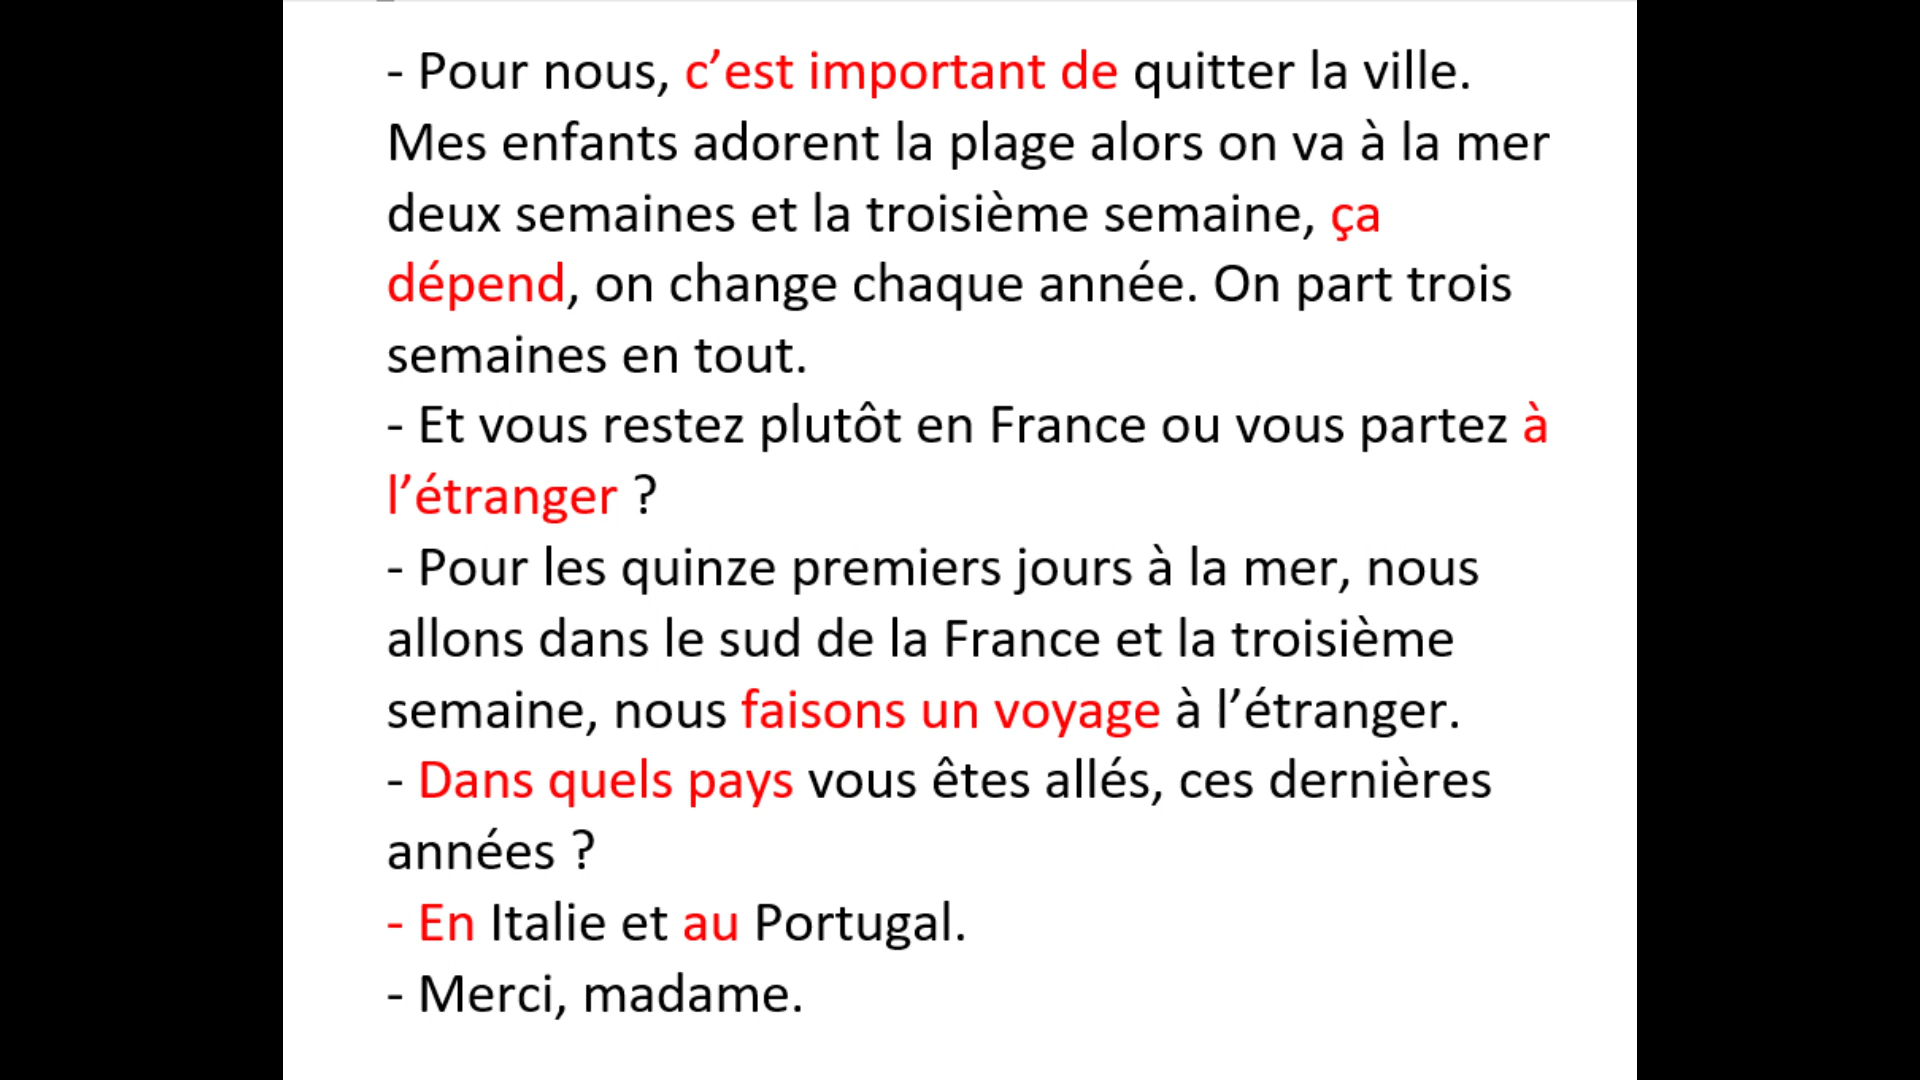 - Pour nous, c’est important de quitter la ville.
Mes enfants adorent la plage alors on va à la mer
deux semaines et la troisième semaine, ça
dépend, on change chaque année. On part trois
semaines en tout.
- Et vous restez plutôt en France ou vous partez à
l’étranger ?
- Pour les quinze premiers jours à la mer, nous
allons dans le sud de la France et la troisième
semaine, nous faisons un voyage à l’étranger.
- Dans quels pays vous êtes allés, ces dernières
années ?
- En Italie et au Portugal.
- Merci, madame.